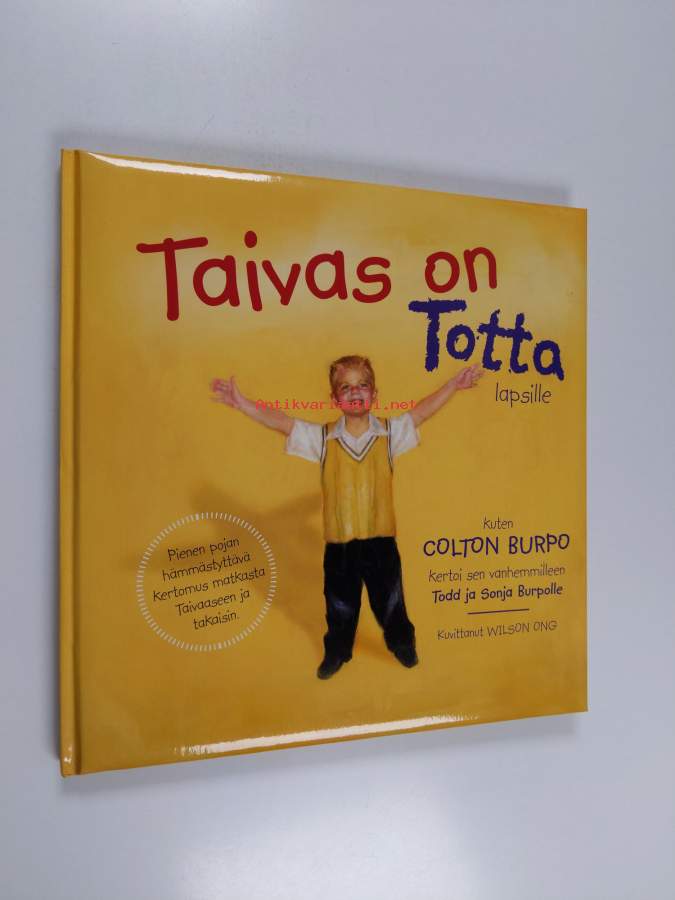 Taivas on
Totta
lapsille
Antikvariaatti.net
Pienen pojan
hämmästyttävä
Kertomus matkasta
Taivaaseen ja
takaisin.
Kuten
COLTON BURPO
Kertoi sen vanhemmilleen
Todd ja Sonja Burpolle
Kuvittanut WILSON ONG